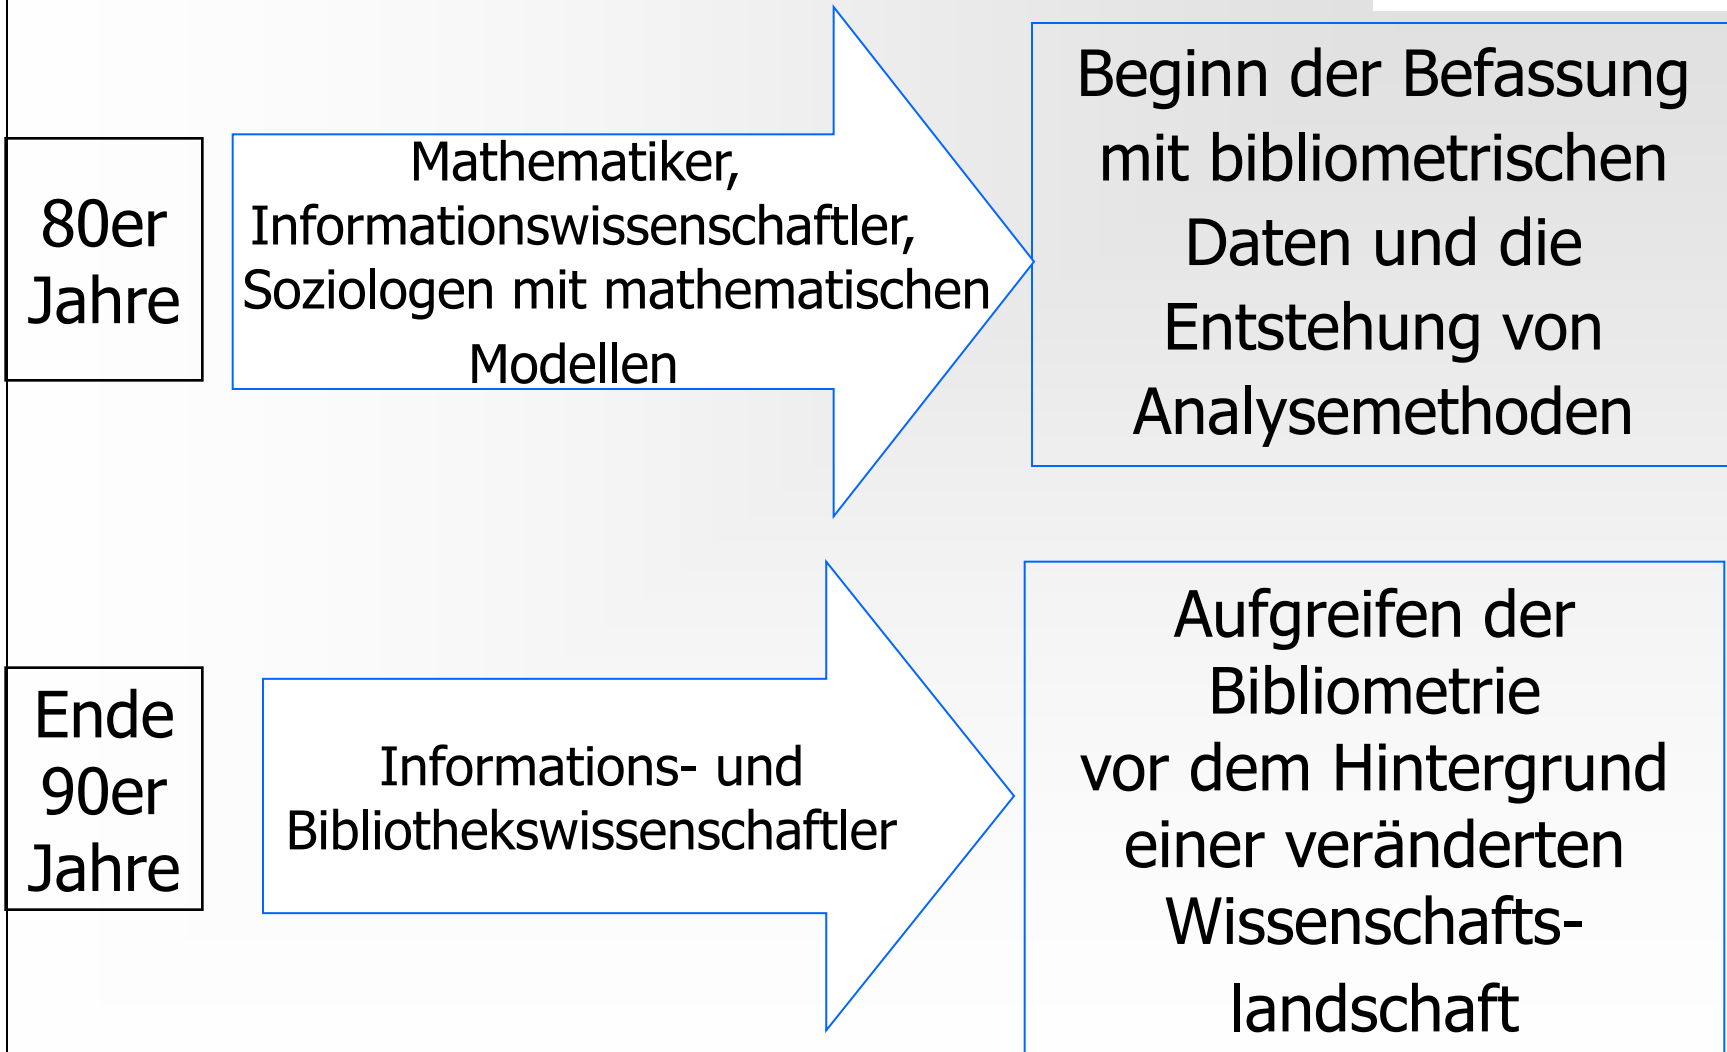 80er
Jahre
Mathematiker,
Informationswissenschaftler,
Soziologen mit mathematischen
Modellen
Beginn der Befassung
mit bibliometrischen
Daten und die
Entstehung von
Analysemethoden
Ende
90er
Jahre
Informations- und
Bibliothekswissenschaftler
Aufgreifen der
Bibliometrie
vor dem Hintergrund
einer veränderten
Wissenschafts-
landschaft